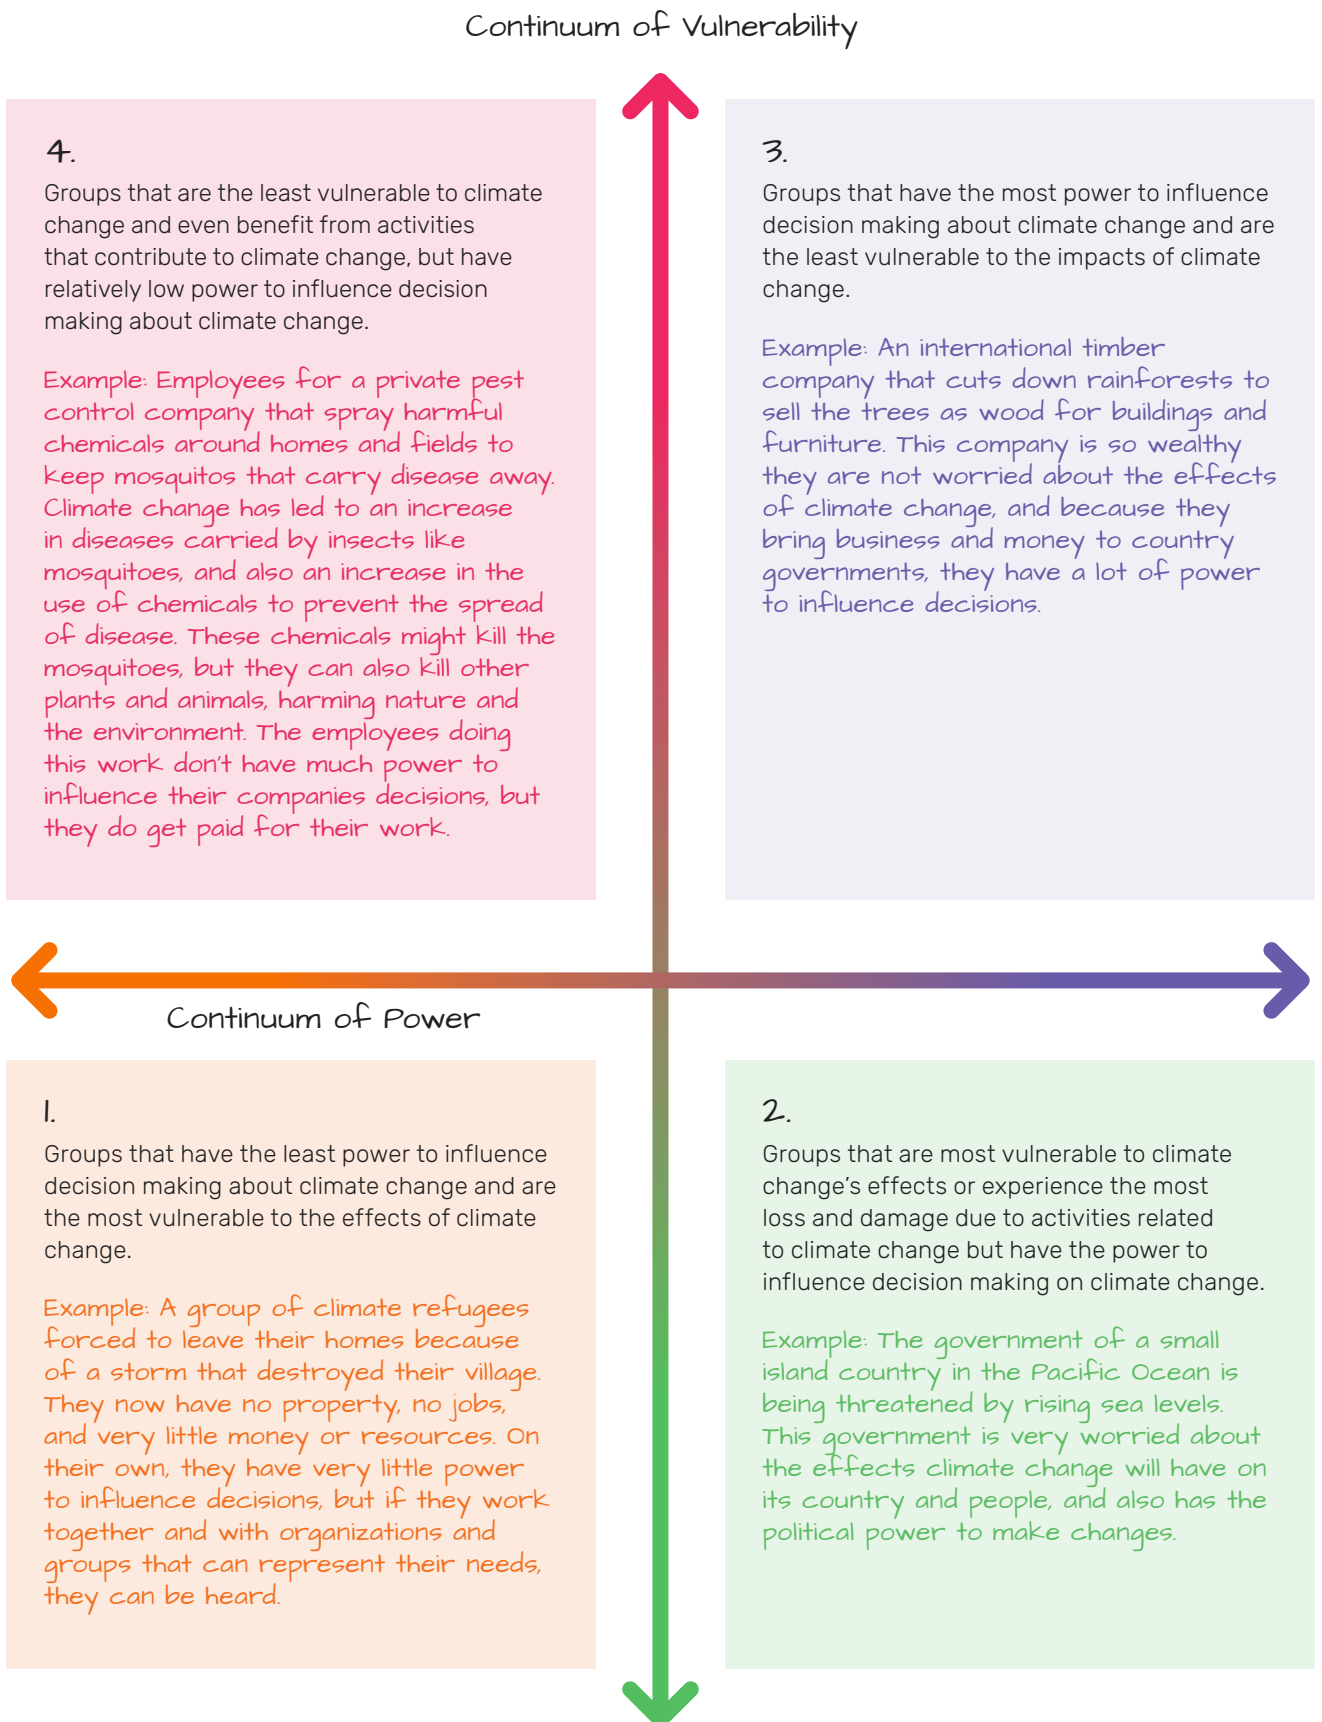 Continuum of Vulnerability
4.
Groups that are the least vulnerable to climate
change and even benefit from activities
that contribute to climate change, but have
relatively low power to influence decision
making about climate change.
Example: Employees for a private pest
control company that spray harmful
chemicals around homes and fields to
keep mosquitos that carry disease away.
Climate change has led to an increase
in diseases carried by insects like
mosquitoes, and also an increase in the
use of chemicals to prevent the spread
of disease. These chemicals might kill the
mosquitoes, but they can also kill other
plants and animals, harming nature and
the environment. The employees doing
this work don't have much power to
influence their companies decisions, but
they do get paid for their work.
3.
Groups that have the most power to influence
decision making about climate change and are
the least vulnerable to the impacts of climate
change.
Example: An international timber
company that cuts down rainforests to
sell the trees as wood for buildings and
furniture. This company is so wealthy
they are not worried about the effects
of climate change, and because they
bring business and money to country
governments, they have a lot of power
to influence decisions.
Continuum of Power
1.
Groups that have the least power to influence
decision making about climate change and are
the most vulnerable to the effects of climate
change.
Example: A group of climate refugees
forced to leave their homes because
of a storm that destroyed their village.
They now have no property, no jobs,
and very little money or resources. On
their own, they have very little power
to influence decisions, but if they work
together and with organizations and
groups that can represent their needs,
they can be heard.
2.
Groups that are most vulnerable to climate
change's effects or experience the most
loss and damage due to activities related
to climate change but have the power to
influence decision making on climate change.
Example: The government of a small
island country in the Pacific Ocean is
being threatened by rising sea levels.
This government is very worried about
the effects climate change will have on
its country and people, and also has the
political power to make changes.